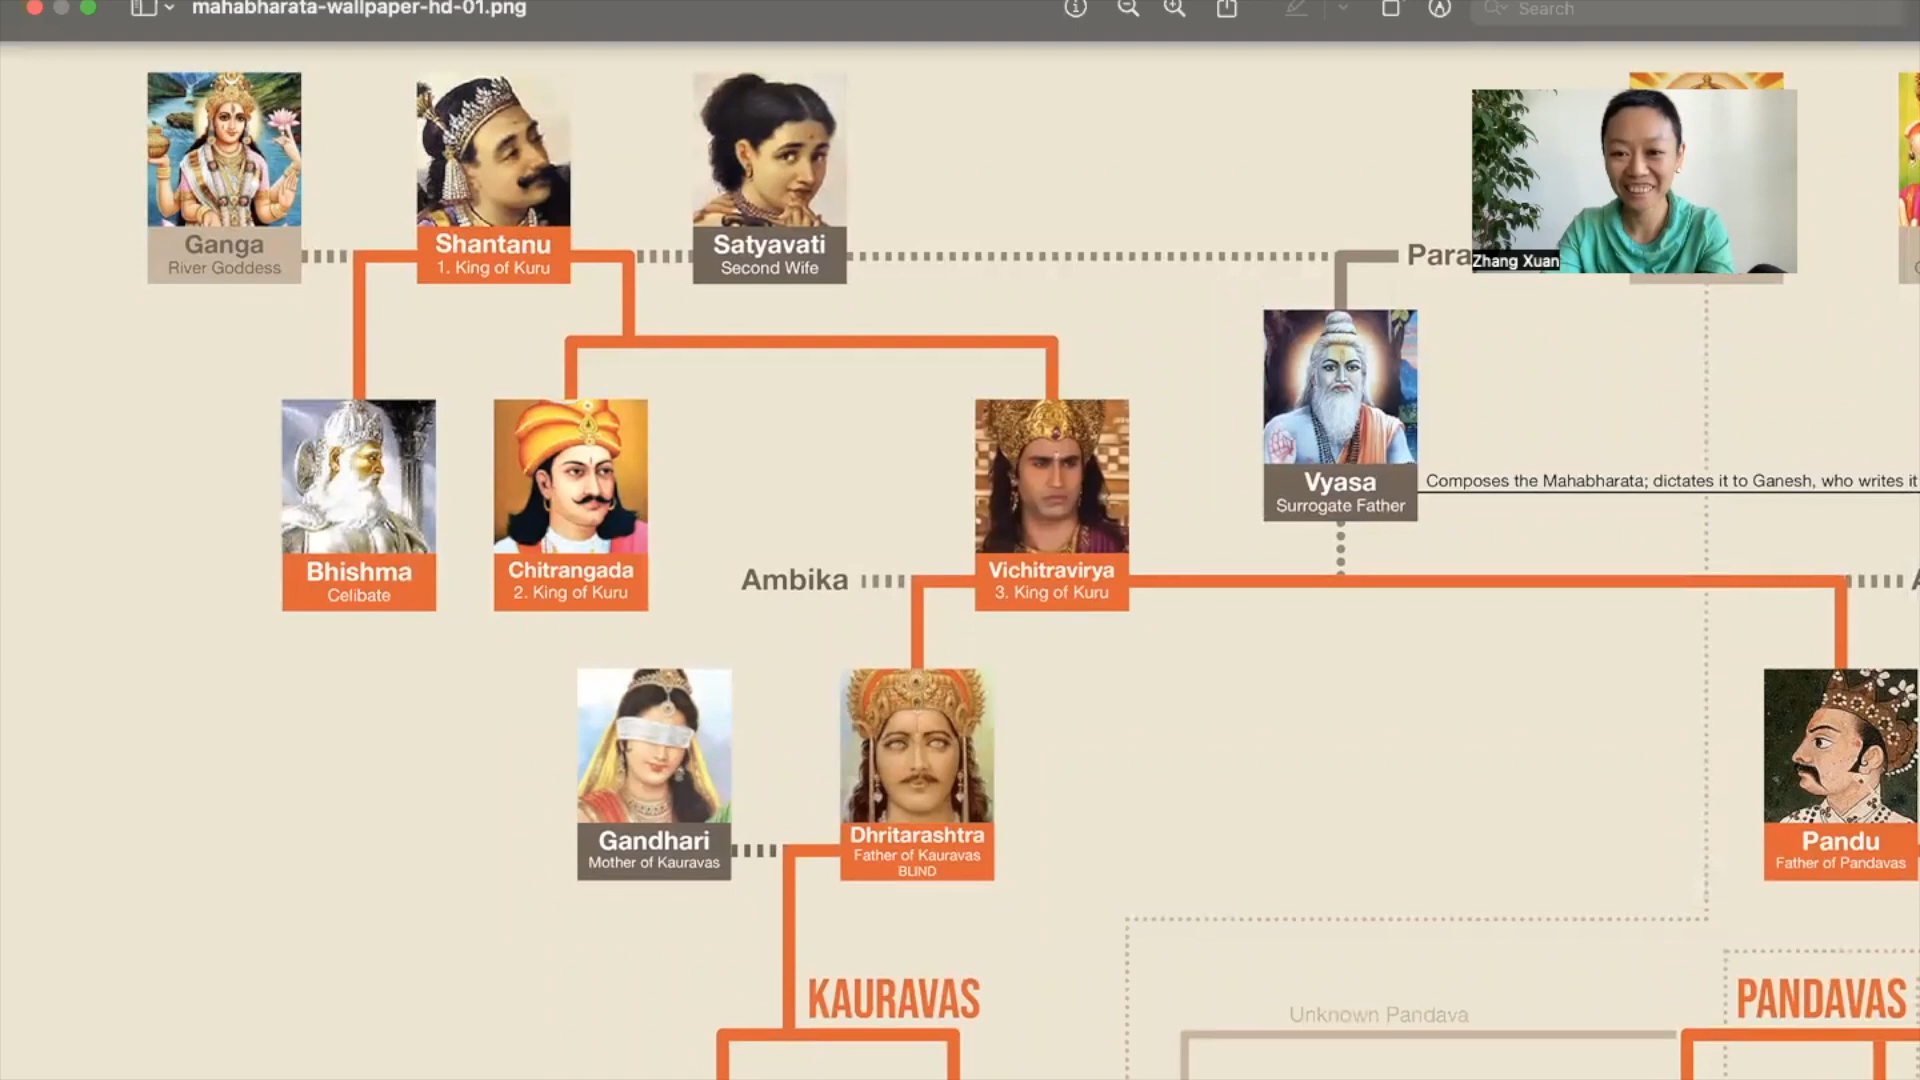 mahabharata-wallpaper-hd-01.png
Search
Ganga
River Goddess
Shantanu
1. King of Kuru
Satyavati
Second Wife
Para
Zhang Xuan
Vyasa
Surrogate Father
Composes the Mahabharata; dictates it to Ganesh, who writes it
Bhishma
Celibate
Chitrangada
2. King of Kuru
Ambika
Vichitravirya
3. King of Kuru
Gandhari
Mother of Kauravas
Dhritarashtra
Father of Kauravas
BLIND
Pandu
Father of Pandavas
KAURAVAS
Unknown Pandava
PANDAVAS